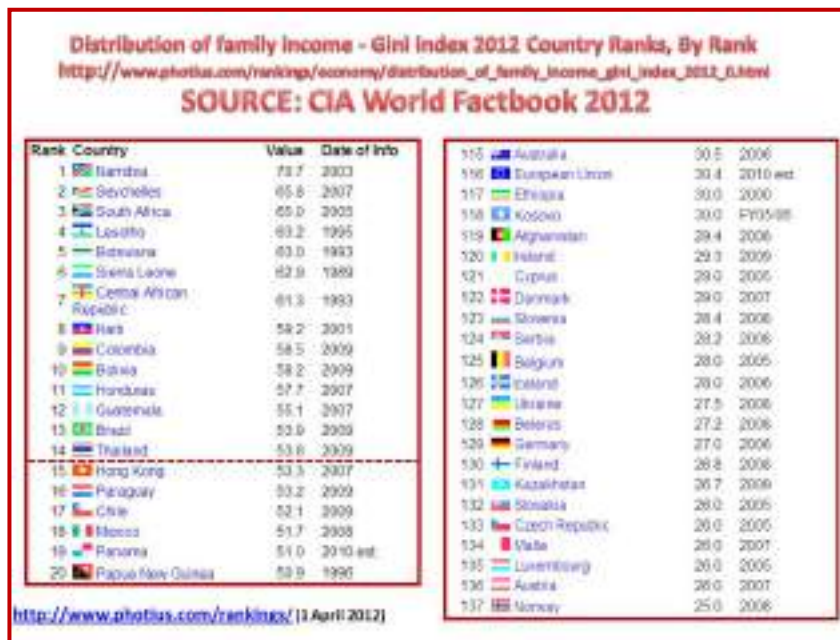 Distribution of family income - Gini index 2012 Country Ranks, By Rank
http://www.photius.com/rankings/economy/distribution_of_family_income_gini_index_2012_0.html
SOURCE: CIA World Factbook 2012
Rank Country Value Date of Info
1 Namibia 70.7 2003
2 Seychelles 65.8 2007
3 South Africa 65.0 2005
4 Lesotho 63.2 1995
5 Botswana 63.0 1993
6 Sierra Leone 62.9 1989
7 Central African
Republic 61.3 1993
8 Haiti 59.2 2001
9 Colombia 58.5 2009
10 Bolivia 58.2 2009
11 Honduras 57.7 2007
12 Guatemala 55.1 2007
13 Brazil 53.9 2009
14 Thailand 53.6 2009
15 Hong Kong 53.3 2007
16 Paraguay 53.2 2009
17 Chile 52.1 2009
18 Mexico 51.7 2008
19 Panama 51.0 2010 est.
20 Papua New Guinea 50.9 1996
http://www.photius.com/rankings/ (1 April 2012)
115 Australia 30.5 2006
116 European Union 30.4 2010 est.
117 Ethiopia 30.0 2000
118 Kosovo 30.0 FY05/06
119 Afghanistan 29.4 2008
120 Ireland 29.3 2009
121 Cyprus 29.0 2005
122 Denmark 29.0 2007
123 Slovenia 28.4 2008
124 Serbia 28.2 2008
125 Belgium 28.0 2005
126 Iceland 28.0 2006
127 Ukraine 27.5 2008
128 Belarus 27.2 2008
129 Germany 27.0 2006
130 Finland 26.8 2008
131 Kazakhstan 26.7 2009
132 Slovakia 26.0 2005
133 Czech Republic 26.0 2005
134 Malta 26.0 2007
135 Luxembourg 26.0 2005
136 Austria 26.0 2007
137 Norway 25.0 2008